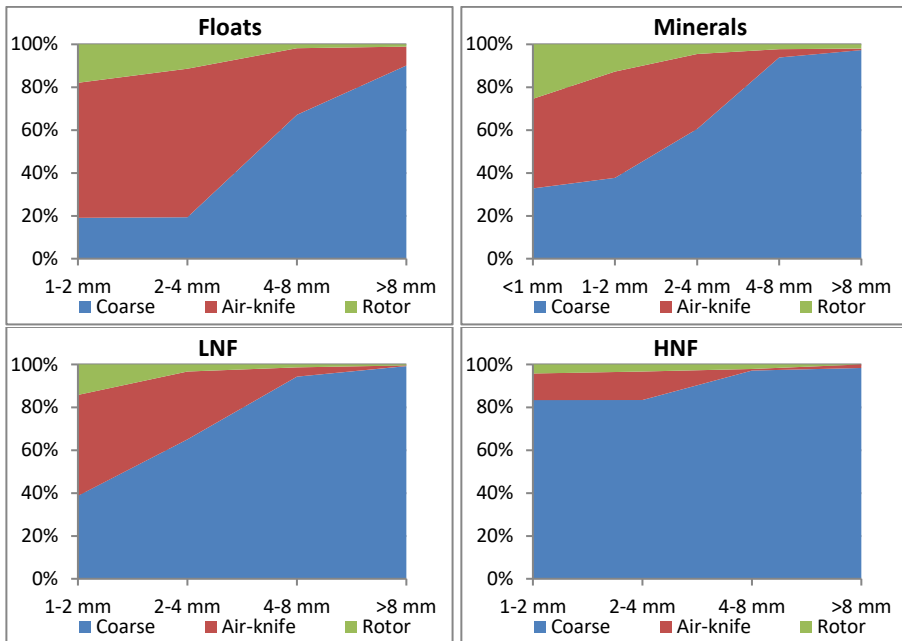 Floats
100%
80%
60%
40%
20%
0%
1-2 mm 2-4 mm 4-8 mm >8 mm
Coarse Air-knife Rotor
Minerals
100%
80%
60%
40%
20%
0%
<1 mm 1-2 mm 2-4 mm 4-8 mm >8 mm
Coarse Air-knife Rotor
LNF
100%
80%
60%
40%
20%
0%
1-2 mm 2-4 mm 4-8 mm >8 mm
Coarse Air-knife Rotor
HNF
100%
80%
60%
40%
20%
0%
1-2 mm 2-4 mm 4-8 mm >8 mm
Coarse Air-knife Rotor